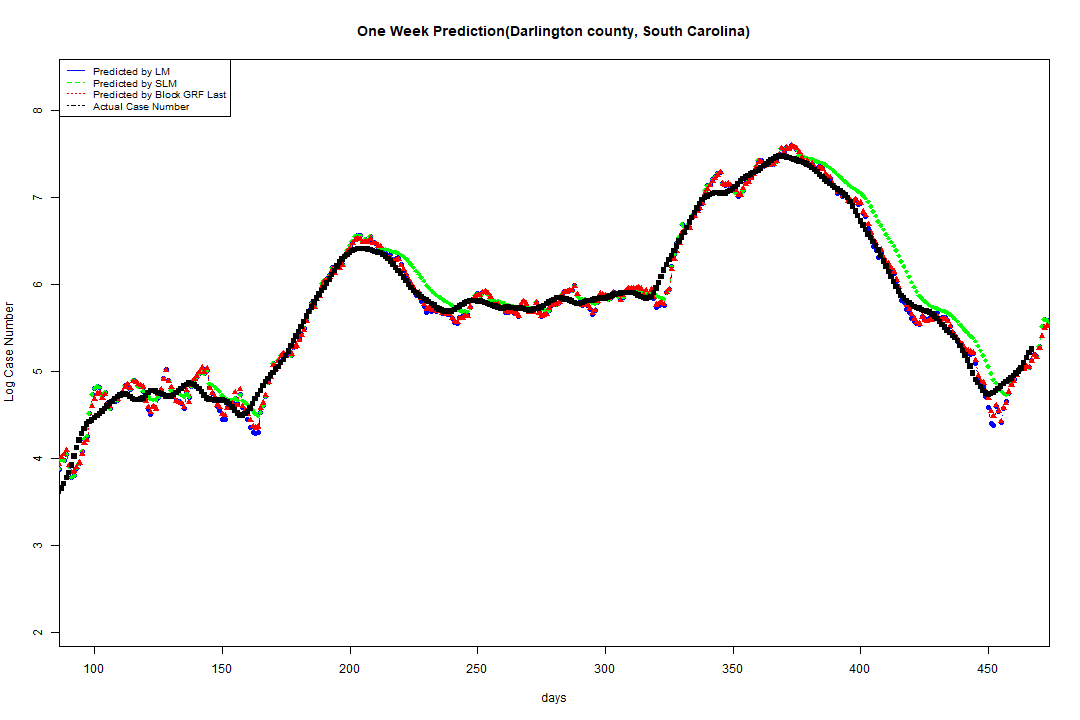 One Week Prediction(Darlington county, South Carolina)
Predicted by LM
Predicted by SLM
Predicted by Block GRF Last
Actual Case Number
Log Case Number
8
7
6
5
4
3
2
100 150 200 250 300 350 400 450
days